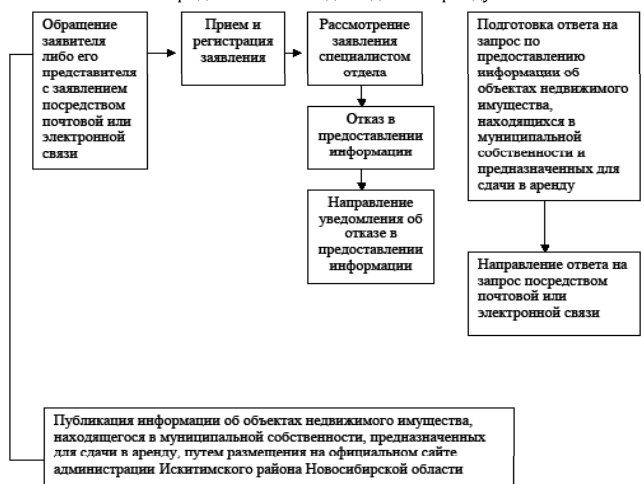 Обращение
заявителя
либо его
представителя
с заявлением
посредством
почтовой или
электронной
связи
Прием и
регистрация
заявления
Рассмотрение
заявления
специалистом
отдела
Отказ в
предоставлении
информации
Направление
уведомления об
отказе в
предоставлении
информации
Подготовка ответа на
запрос по
предоставлению
информации об
объектах недвижимого
имущества,
находящихся в
муниципальной
собственности и
предназначенных для
сдачи в аренду
Направление ответа на
запрос посредством
почтовой или
электронной связи
Публикация информации об объектах недвижимого имущества,
находящегося в муниципальной собственности, предназначенных
для сдачи в аренду, путем размещения на официальном сайте
администрации Искитимского района Новосибирской области